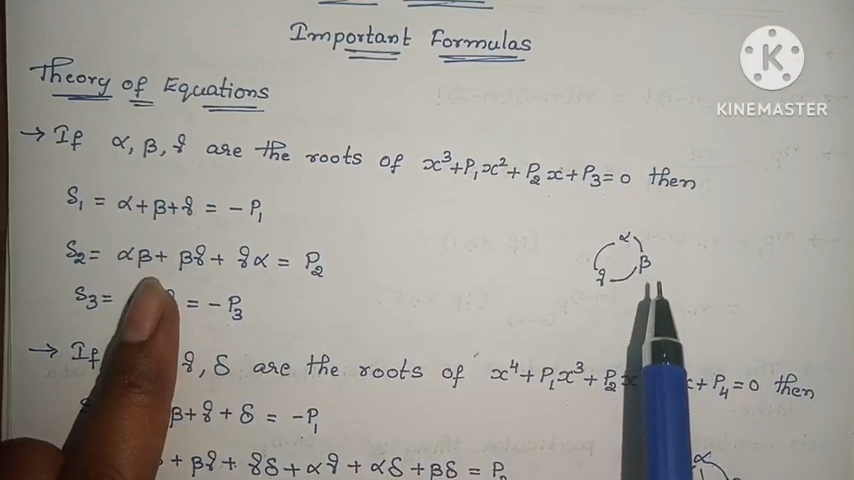 Important Formulas
KINEMASTER
Theory of Equations
→ If α, β, γ are the roots of x³+P₁x²+P₂x+P₃=0 then
S₁ = α+β+γ = -P₁
S₂= αβ+ βγ+ γα = P₂
α
β
γ
S₃= γ = -P₃
→ If γ, δ are the roots of x⁴+P₁x³+P₂x +P₄=0 then
β+γ+δ = -P₁
+ βγ+ γδ+αγ+αδ+βδ = P₂
α